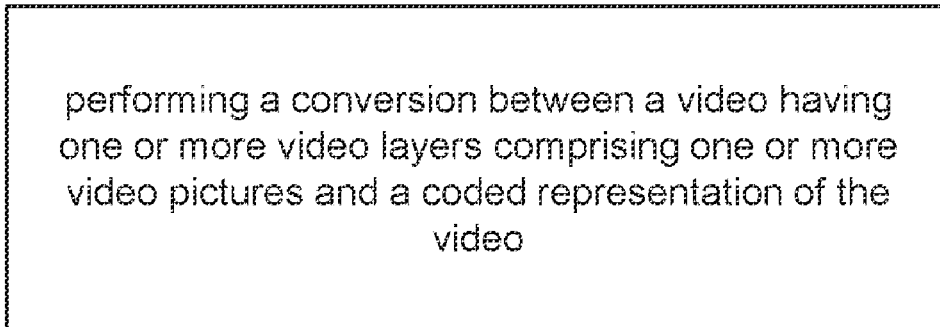 performing a conversion between a video having
one or more video layers comprising one or more
video pictures and a coded representation of the
video